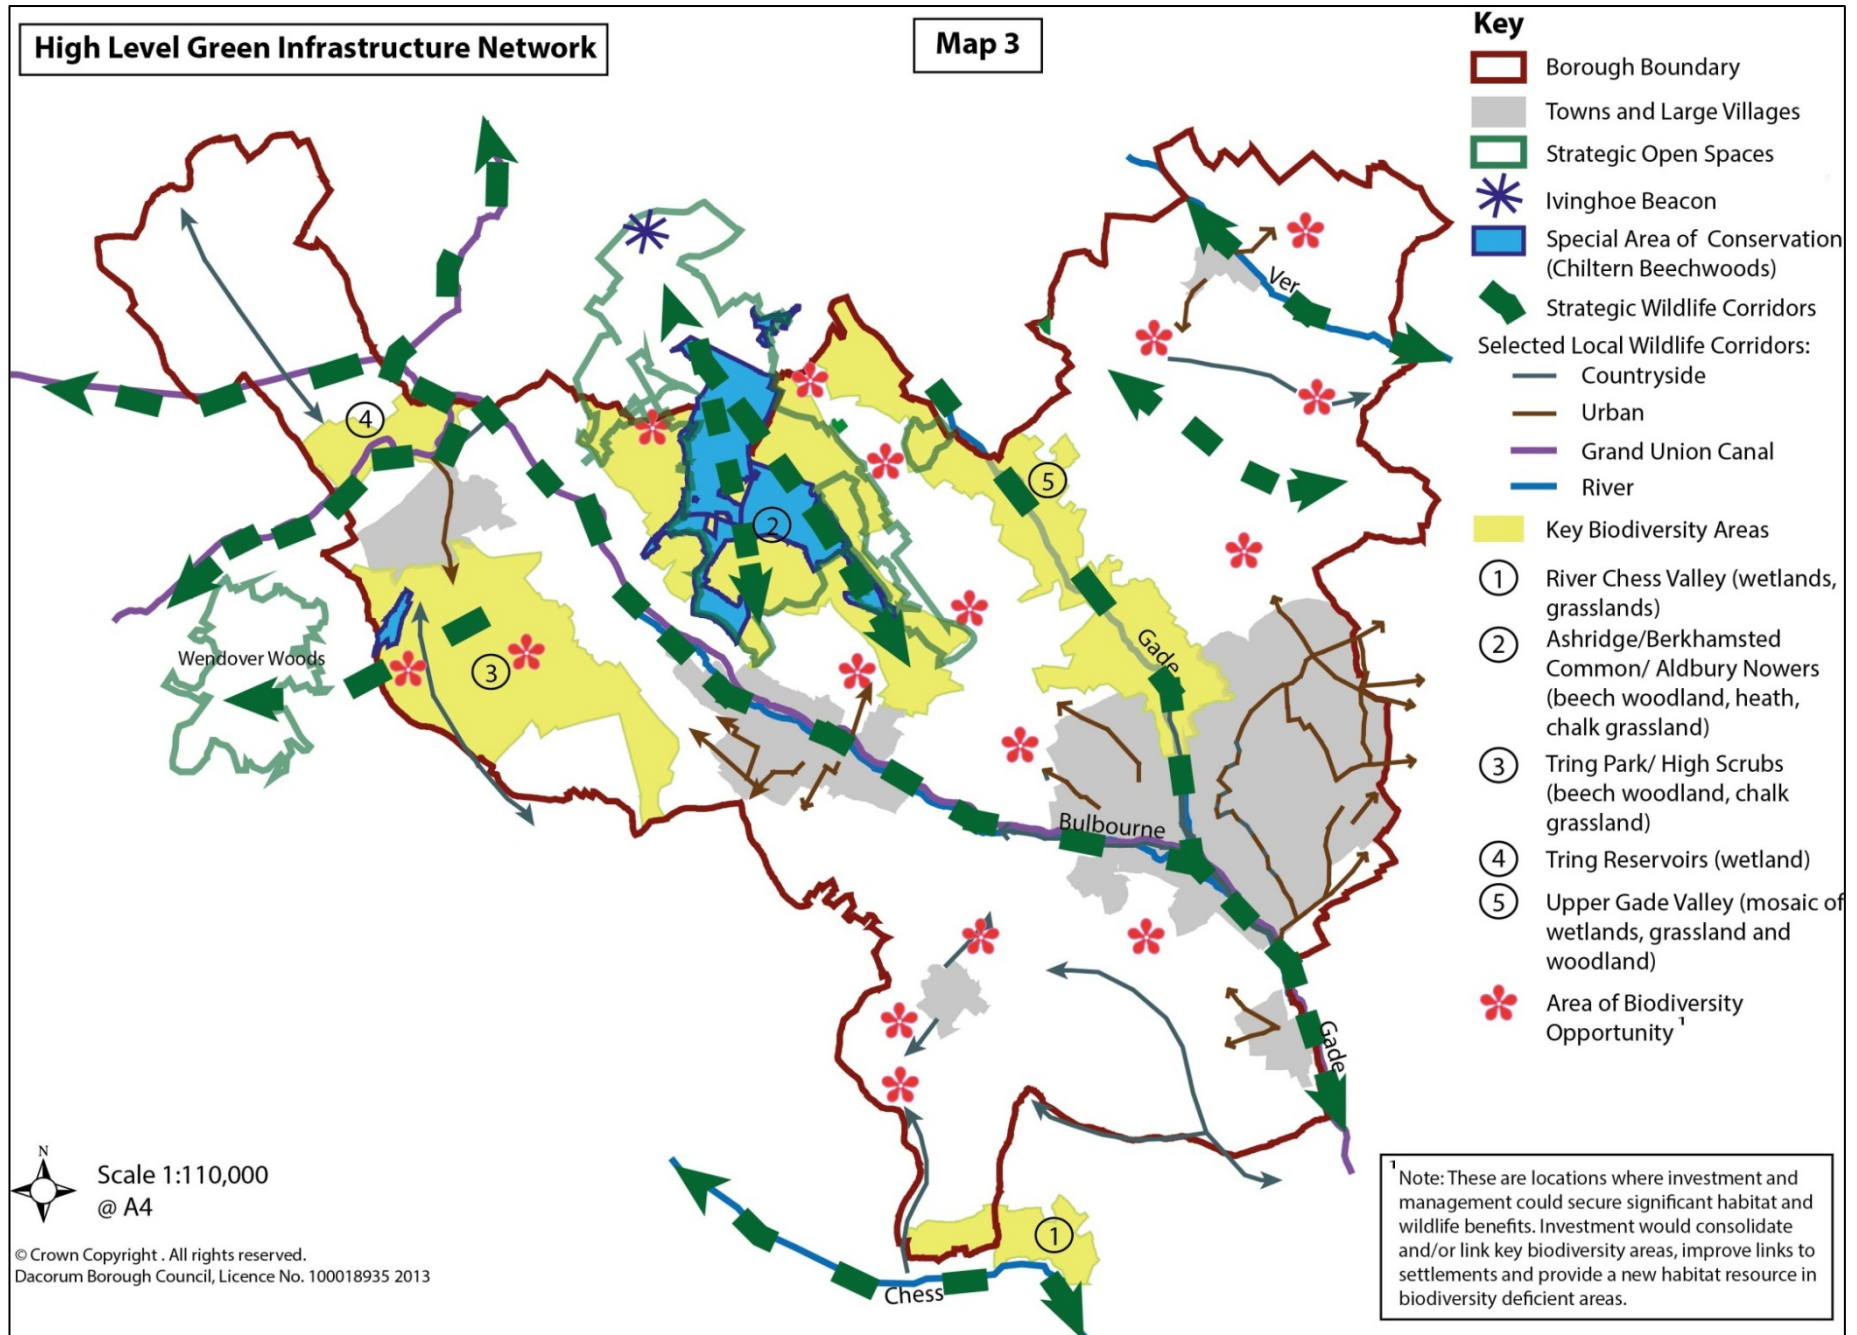 High Level Green Infrastructure Network
Map 3
Key
Borough Boundary
Towns and Large Villages
Strategic Open Spaces
Ivinghoe Beacon
Special Area of Conservation
(Chiltern Beechwoods)
Strategic Wildlife Corridors
Selected Local Wildlife Corridors:
Countryside
Urban
Grand Union Canal
River
Key Biodiversity Areas
1 River Chess Valley (wetlands,
grasslands)
2 Ashridge/Berkhamsted
Common/ Aldbury Nowers
(beech woodland, heath,
chalk grassland)
3 Tring Park/ High Scrubs
(beech woodland, chalk
grassland)
4 Tring Reservoirs (wetland)
5 Upper Gade Valley (mosaic of
wetlands, grassland and
woodland)
Area of Biodiversity
Opportunity ¹
Ver
4
5
2
Gade
Wendover Woods
3
Bulbourne
Gade
1
Chess
N
Scale 1:110,000
@ A4
© Crown Copyright . All rights reserved.
Dacorum Borough Council, Licence No. 100018935 2013
¹ Note: These are locations where investment and
management could secure significant habitat and
wildlife benefits. Investment would consolidate
and/or link key biodiversity areas, improve links to
settlements and provide a new habitat resource in
biodiversity deficient areas.